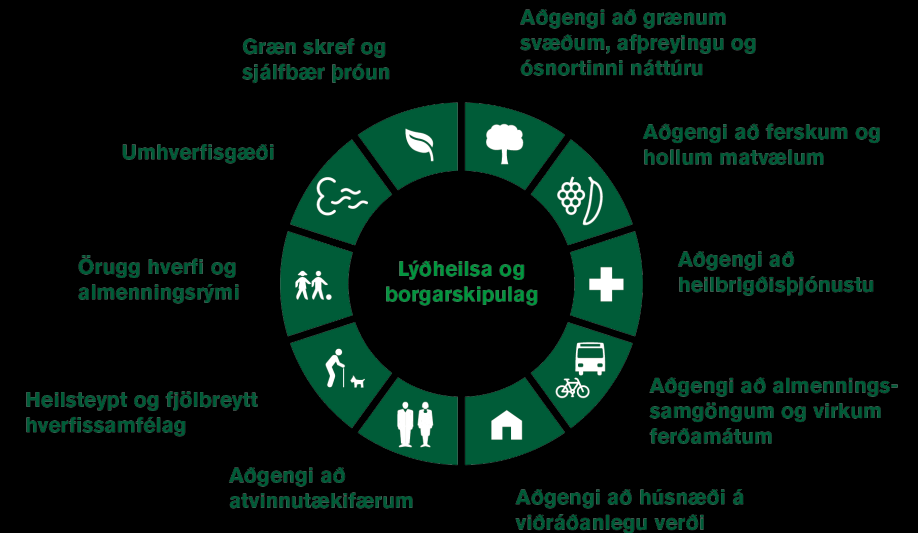 Aðgengi að grænum
svæðum, afþreyingu og
ósnortinni náttúru
Græn skref og
sjálfbær þróun
Aðgengi að ferskum og
hollum matvælum
Umhverfisgæði
Örugg hverfi og
almenningsrými
Lýðheilsa og
borgarskipulag
Aðgengi að
heilbrigðisþjónustu
Aðgengi að almennings-
samgöngum og virkum
ferðamátum
Heilsteypt og fjölbreytt
hverfissamfélag
Aðgengi að
atvinnutækifærum
Aðgengi að húsnæði á
viðráðanlegu verði